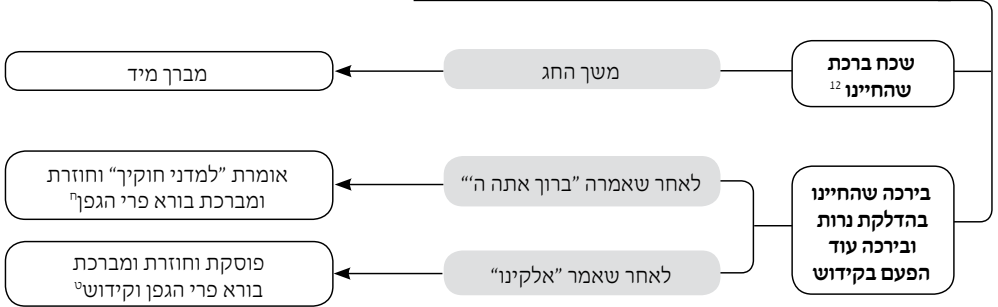 שכח ברכת
שהחיינו 12
משך החג
מברך מיד
בירכה שהחיינו
בהדלקת נרות
ובירכה עוד
הפעם בקידוש
לאחר שאמרה "ברוך אתה ה'"
אומרת "למדני חוקיך" וחוזרת
ומברכת בורא פרי הגפןח
לאחר שאמר "אלקינו"
פוסקת וחוזרת ומברכת
בורא פרי הגפן וקידושט